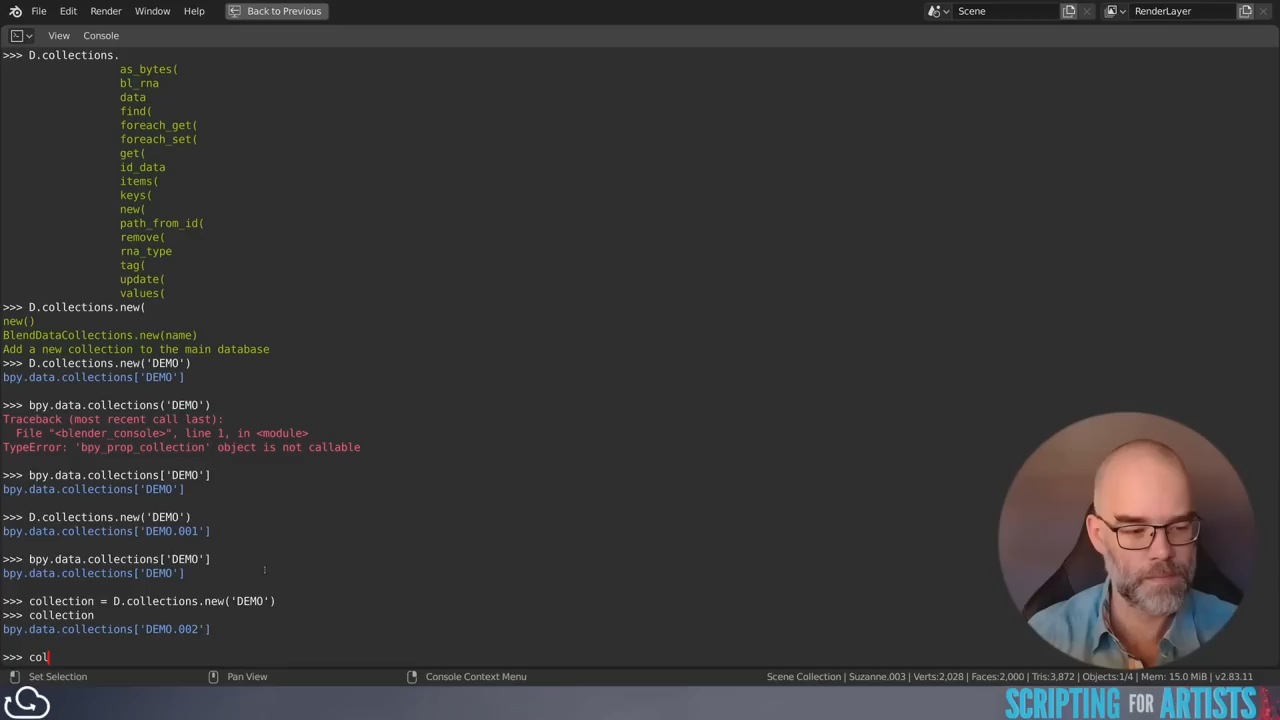 File Edit Render Window Help Back to Previous Scene RenderLayer
View Console
>>> D.collections.
as_bytes(
bl_rna
data
find(
foreach_get(
foreach_set(
get(
id_data
items(
keys(
new(
path_from_id(
remove(
rna_type
tag(
update(
values(
>>> D.collections.new(
new()
BlendDataCollections.new(name)
Add a new collection to the main database
>>> D.collections.new('DEMO')
bpy.data.collections['DEMO']
>>> bpy.data.collections('DEMO')
Traceback (most recent call last):
File "<blender_console>", line 1, in <module>
TypeError: 'bpy_prop_collection' object is not callable
>>> bpy.data.collections['DEMO']
bpy.data.collections['DEMO']
>>> D.collections.new('DEMO')
bpy.data.collections['DEMO.001']
>>> bpy.data.collections['DEMO']
bpy.data.collections['DEMO']
>>> collection = D.collections.new('DEMO')
>>> collection
bpy.data.collections['DEMO.002']
>>> col
Set Selection Pan View Console Context Menu Scene Collection | Suzanne.003 | Verts:2,028 | Faces:2,000 | Tris:3,872 | Objects:1/4 | Mem: 15.0 MiB | v2.83.11
SCRIPTING FOR ARTISTS